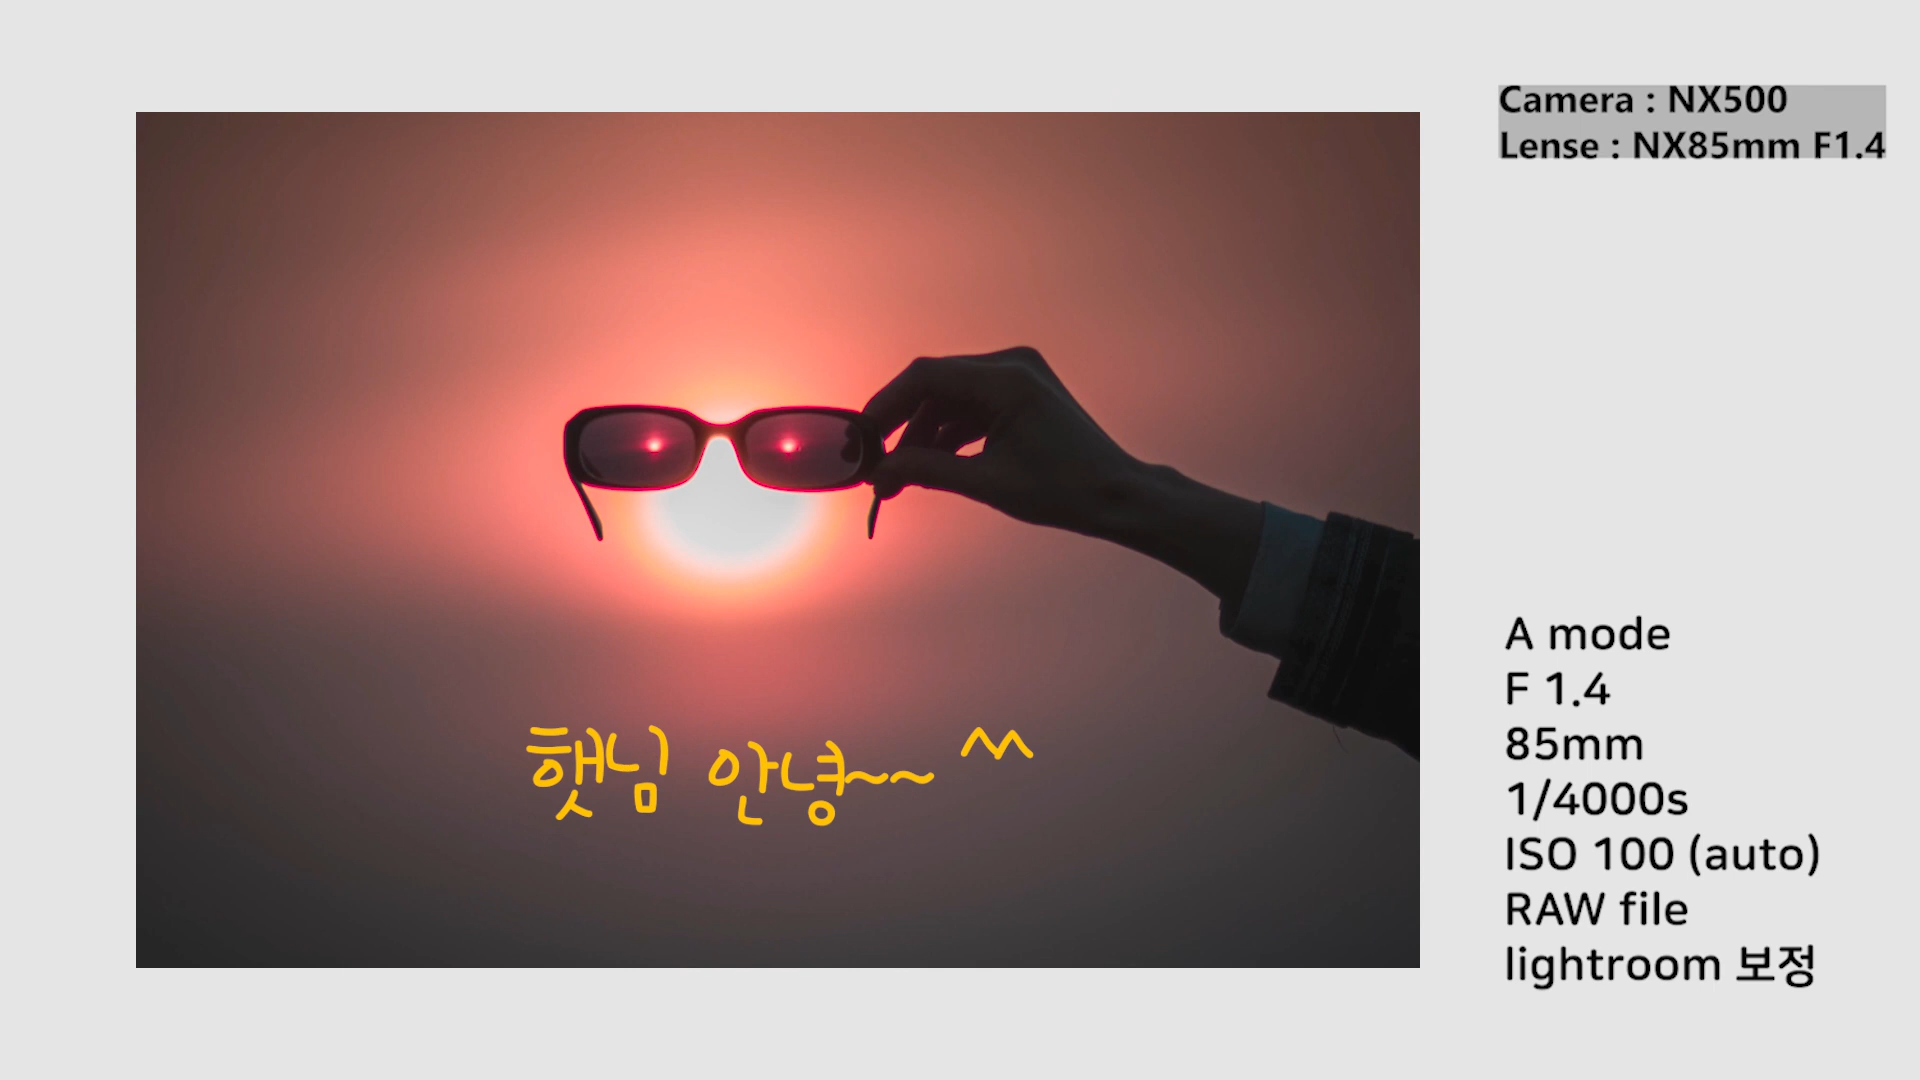 Camera : NX500
Lense : NX85mm F1.4
햇님 안녕~~ ^^
A mode
F 1.4
85mm
1/4000s
ISO 100 (auto)
RAW file
lightroom 보정